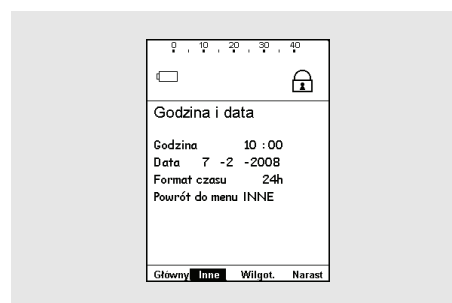 0 10 20 30 40
Godzina i data
Godzina 10 : 00
Data 7 -2 -2008
Format czasu 24h
Powrót do menu INNE
Główny Inne Wilgot. Narast